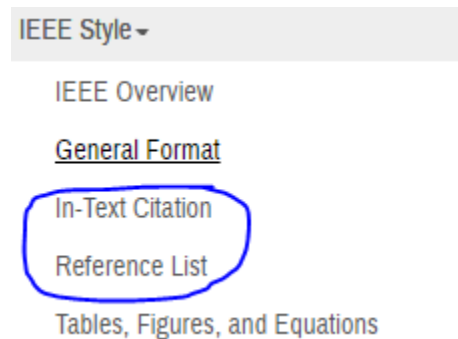 IEEE Style
IEEE Overview
General Format
In-Text Citation
Reference List
Tables, Figures, and Equations